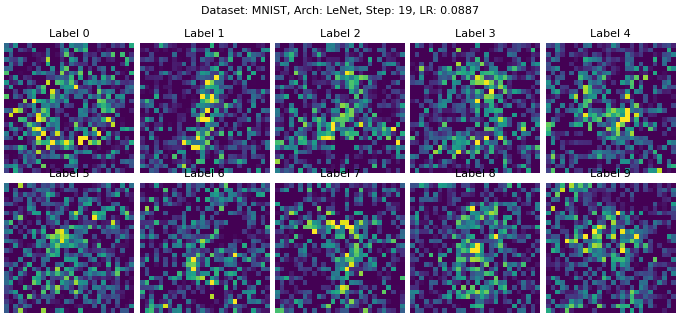 Dataset: MNIST, Arch: LeNet, Step: 19, LR: 0.0887
Label 0 Label 1 Label 2 Label 3 Label 4
Label 5 Label 6 Label 7 Label 8 Label 9